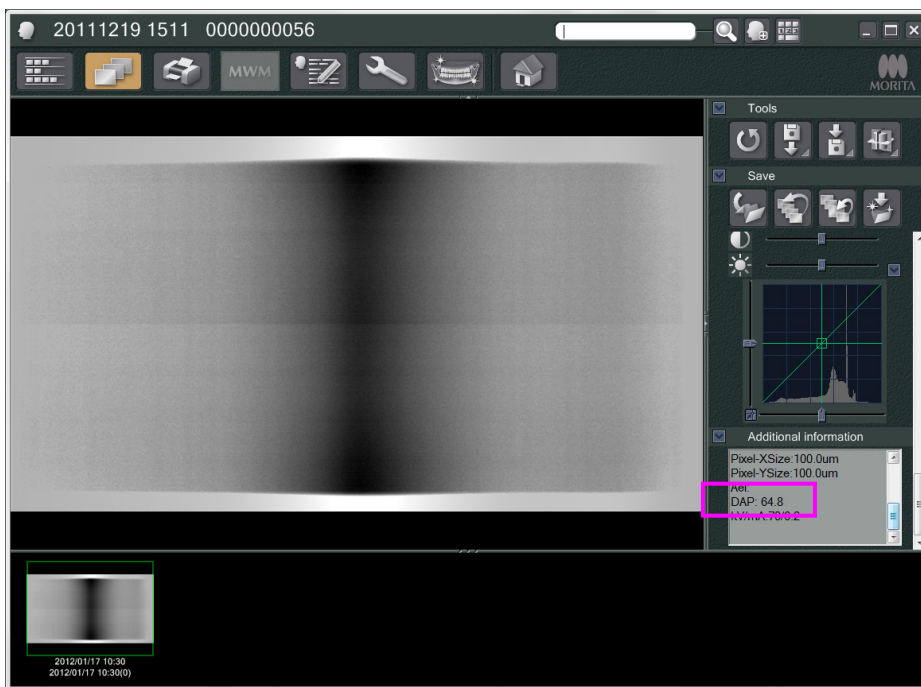 20111219 1511 0000000056
MWM
MORITA
Tools
Save
Additional information
Pixel-XSize:100.0um
Pixel-YSize:100.0um
DAP: 64.8
2012/01/17 10:30
2012/01/17 10:30(0)